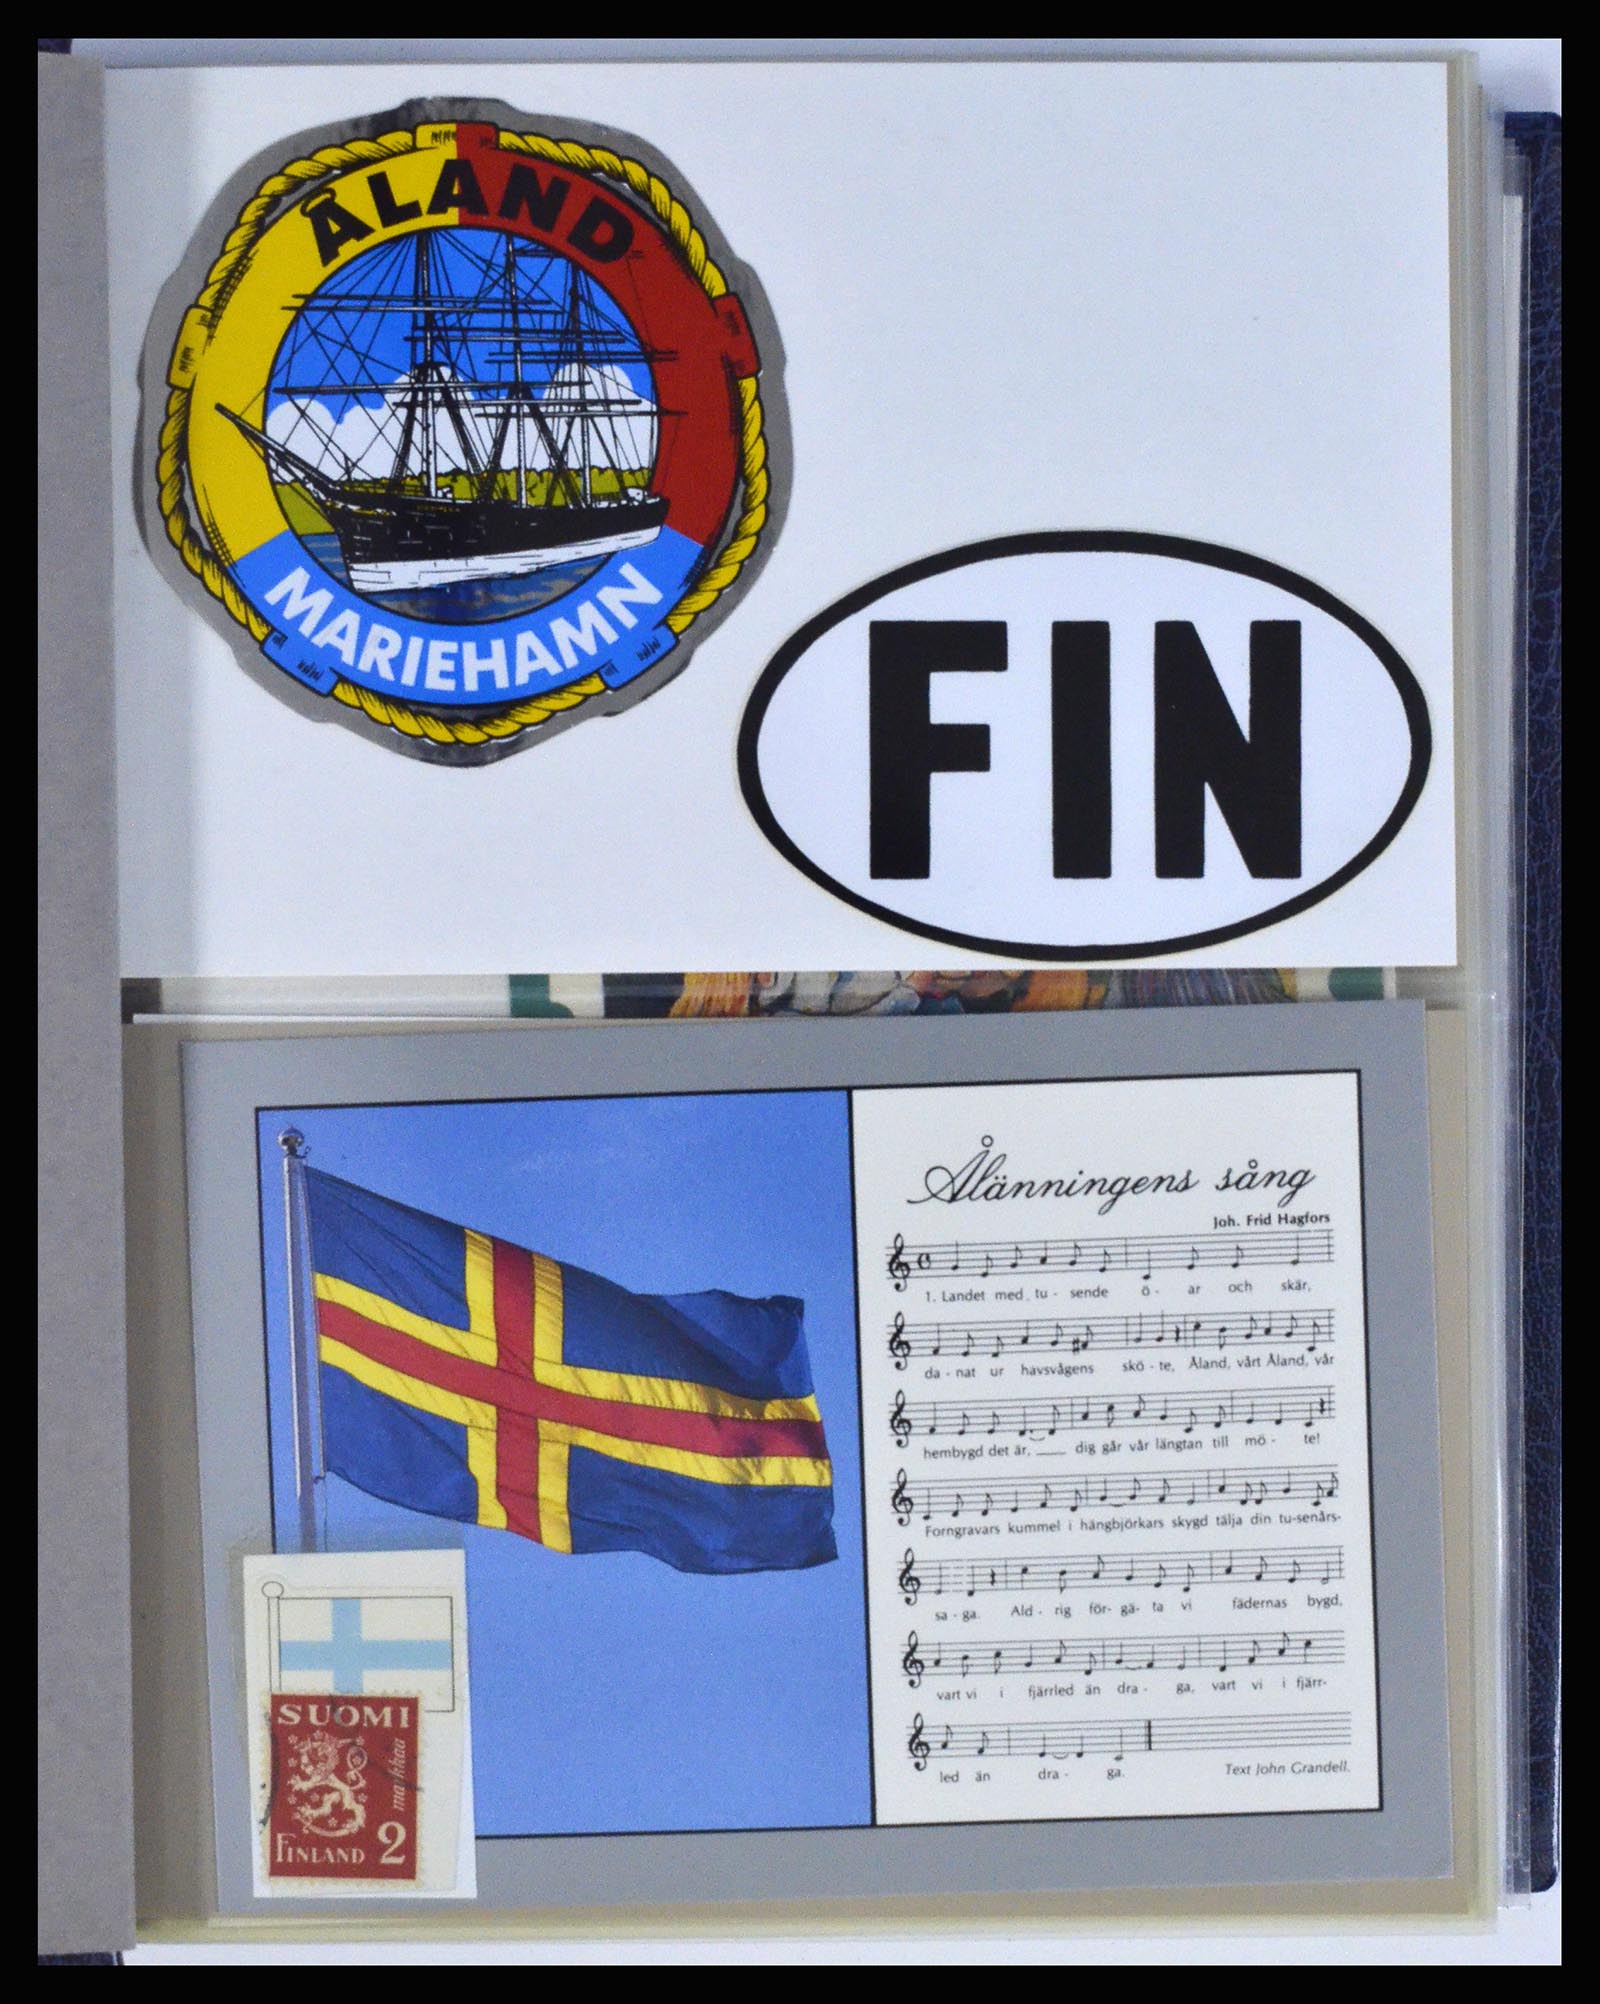 ÅLAND
MARIEHAMN
FIN
Ålänningens sång
Joh. Frid Hagfors
1. Landet med tu - sende ö - ar och skär,
da - nat ur havsvågens skö - te, Åland, vårt Åland, vår
hembygd det är, ___ dig går vår längtan till mö - te!
Forngravars kummel i hängbjörkars skygd tälja din tu-senårs-
sa - ga. Ald - rig för - gä - ta vi fädernas bygd,
vart vi i fjärrled än dra - ga, vart vi i fjärr-
led än dra - ga.
Text John Grandell.
SUOMI
markkaa
FINLAND 2